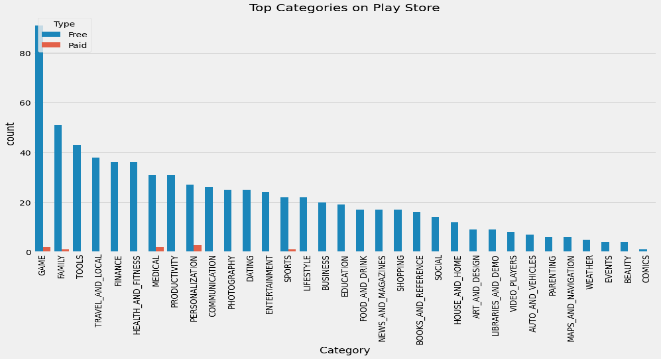 Top Categories on Play Store
Type
Free
Paid
count
80
60
40
20
0
GAME
FAMILY
TOOLS
TRAVEL_AND_LOCAL
FINANCE
HEALTH_AND_FITNESS
MEDICAL
PRODUCTIVITY
PERSONALIZATION
COMMUNICATION
PHOTOGRAPHY
DATING
ENTERTAINMENT
SPORTS
LIFESTYLE
BUSINESS
EDUCATION
FOOD_AND_DRINK
NEWS_AND_MAGAZINES
SHOPPING
BOOKS_AND_REFERENCE
SOCIAL
HOUSE_AND_HOME
ART_AND_DESIGN
LIBRARIES_AND_DEMO
VIDEO_PLAYERS
AUTO_AND_VEHICLES
PARENTING
MAPS_AND_NAVIGATION
WEATHER
EVENTS
BEAUTY
COMICS
Category